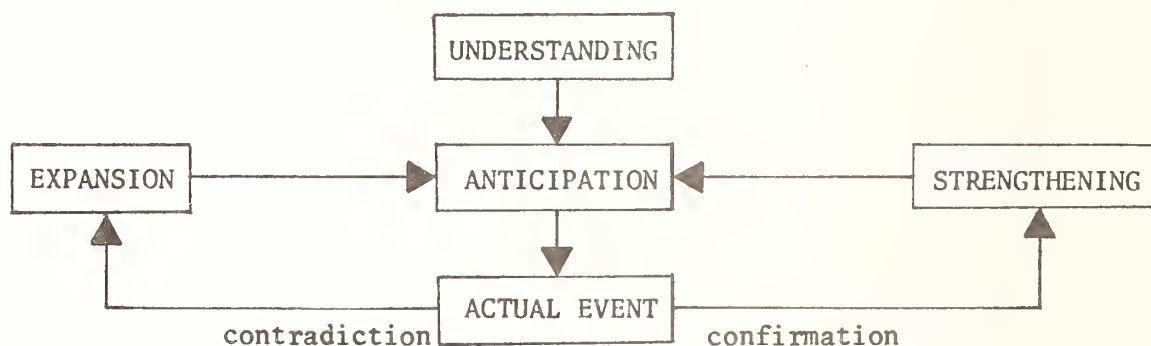 UNDERSTANDING
EXPANSION
ANTICIPATION
STRENGTHENING
ACTUAL EVENT
contradiction
confirmation